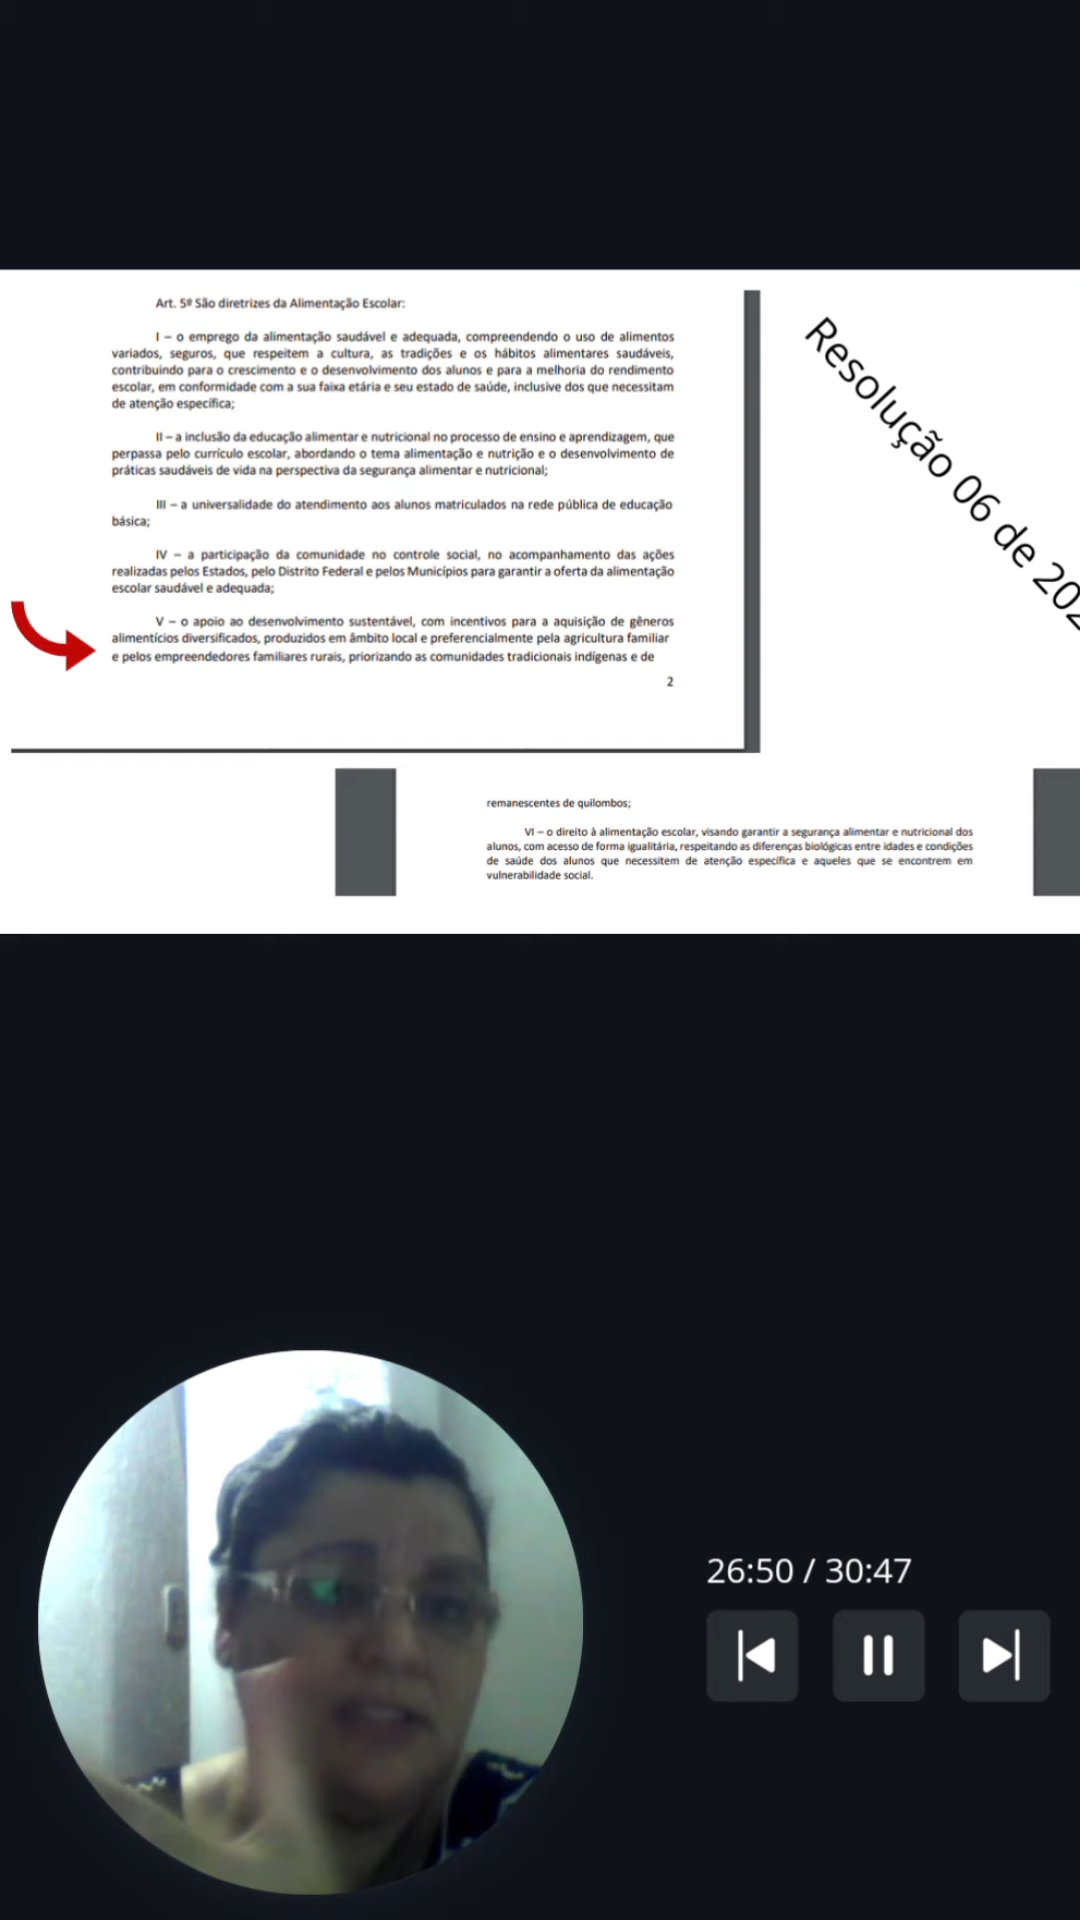 Art. 5º São diretrizes da Alimentação Escolar:
I – o emprego da alimentação saudável e adequada, compreendendo o uso de alimentos
variados, seguros, que respeitem a cultura, as tradições e os hábitos alimentares saudáveis,
contribuindo para o crescimento e o desenvolvimento dos alunos e para a melhoria do rendimento
escolar, em conformidade com a sua faixa etária e seu estado de saúde, inclusive dos que necessitam
de atenção específica;
II – a inclusão da educação alimentar e nutricional no processo de ensino e aprendizagem, que
perpassa pelo currículo escolar, abordando o tema alimentação e nutrição e o desenvolvimento de
práticas saudáveis de vida na perspectiva da segurança alimentar e nutricional;
III – a universalidade do atendimento aos alunos matriculados na rede pública de educação
básica;
IV – a participação da comunidade no controle social, no acompanhamento das ações
realizadas pelos Estados, pelo Distrito Federal e pelos Municípios para garantir a oferta da alimentação
escolar saudável e adequada;
V – o apoio ao desenvolvimento sustentável, com incentivos para a aquisição de gêneros
alimentícios diversificados, produzidos em âmbito local e preferencialmente pela agricultura familiar
e pelos empreendedores familiares rurais, priorizando as comunidades tradicionais indígenas e de
2
Resolução 06 de 202
remanescentes de quilombos;
VI – o direito à alimentação escolar, visando garantir a segurança alimentar e nutricional dos
alunos, com acesso de forma igualitária, respeitando as diferenças biológicas entre idades e condições
de saúde dos alunos que necessitem de atenção específica e aqueles que se encontrem em
vulnerabilidade social.
26:50 / 30:47